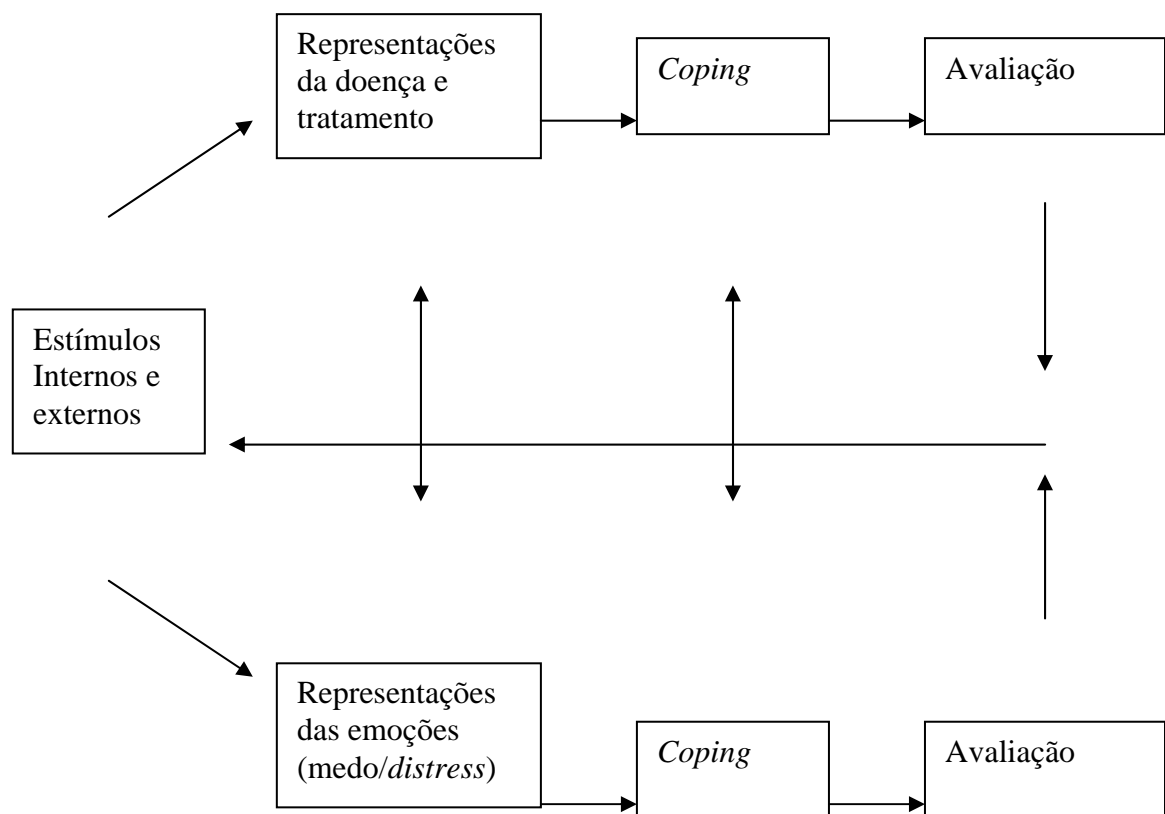 Representações
da doença e
tratamento
Coping
Avaliação
Estímulos
Internos e
externos
Representações
das emoções
(medo/distress)
Coping
Avaliação